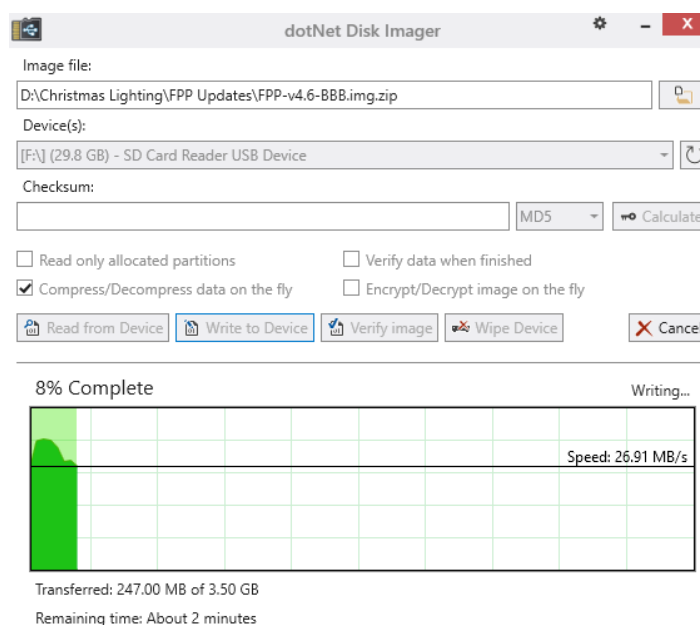 dotNet Disk Imager
Image file:
D:\Christmas Lighting\FPP Updates\FPP-v4.6-BBB.img.zip
Device(s):
[F:\] (29.8 GB) - SD Card Reader USB Device
Checksum:
MD5 Calculate
Read only allocated partitions Verify data when finished
Compress/Decompress data on the fly Encrypt/Decrypt image on the fly
Read from Device Write to Device Verify image Wipe Device Cancel
8% Complete Writing...
Speed: 26.91 MB/s
Transferred: 247.00 MB of 3.50 GB
Remaining time: About 2 minutes